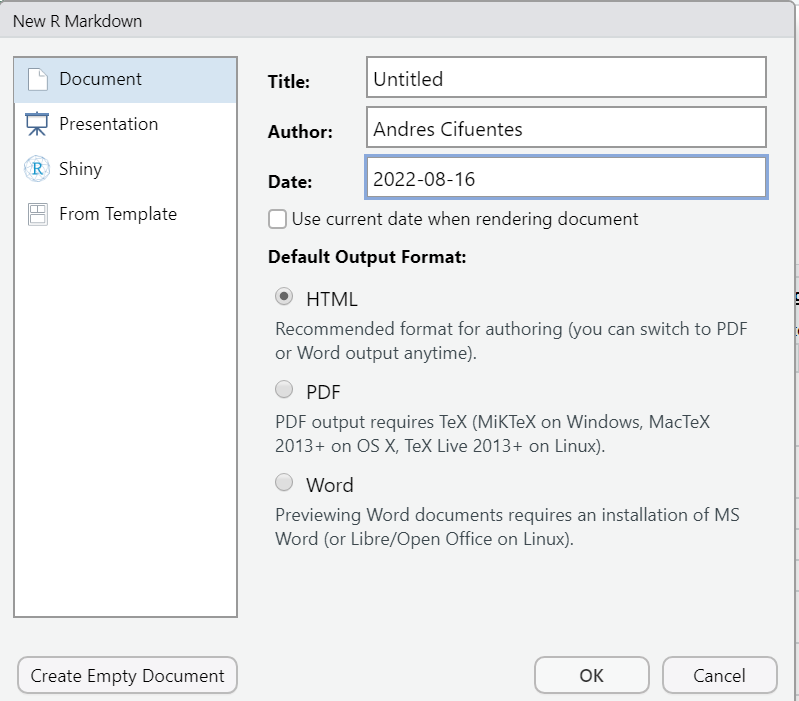 New R Markdown
Document
Presentation
R
Shiny
From Template
Title:
Untitled
Author:
Andres Cifuentes
Date:
2022-08-16
Use current date when rendering document
Default Output Format:
HTML
Recommended format for authoring (you can switch to PDF
or Word output anytime).
PDF
PDF output requires TeX (MiKTeX on Windows, MacTeX
2013+ on OS X, TeX Live 2013+ on Linux).
Word
Previewing Word documents requires an installation of MS
Word (or Libre/Open Office on Linux).
Create Empty Document
OK
Cancel